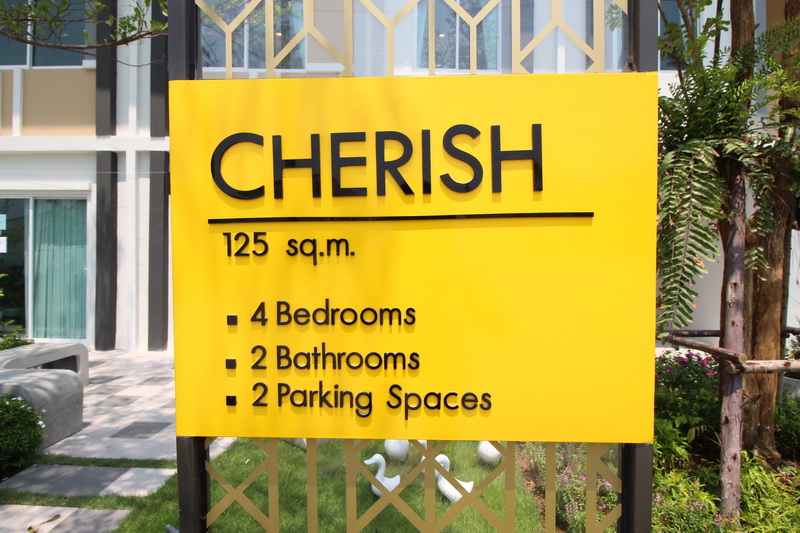 CHERISH
125 sq.m.
▪ 4 Bedrooms
▪ 2 Bathrooms
▪ 2 Parking Spaces